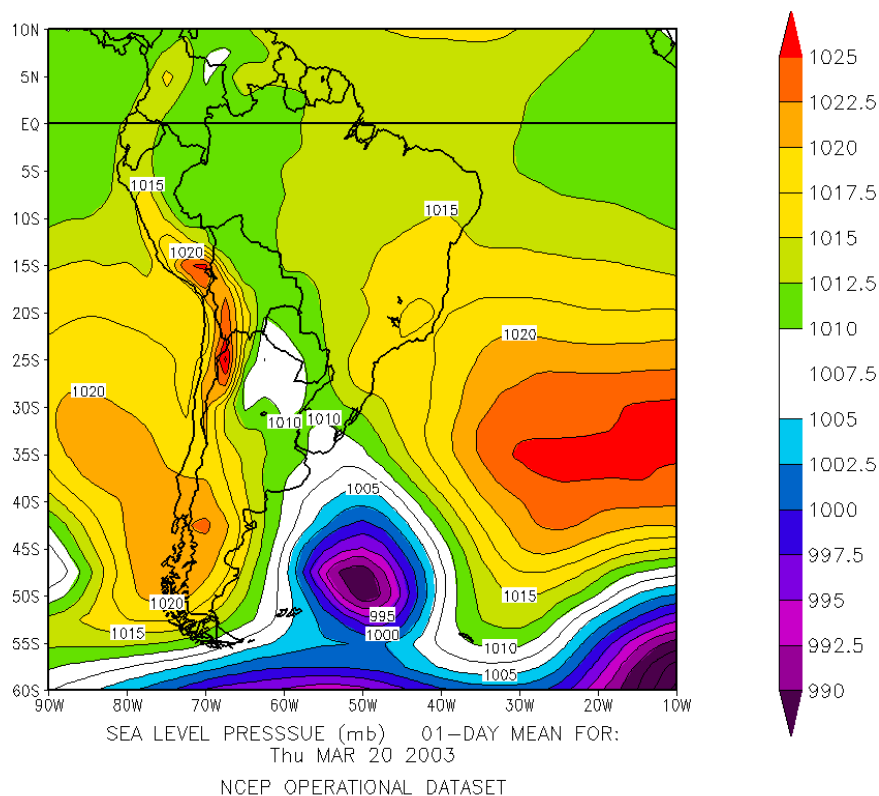 10N
5N
EQ
5S
10S
15S
20S
25S
30S
35S
40S
45S
50S
55S
60S
90W 80W 70W 60W 50W 40W 30W 20W 10W
1015
1015
1020
1020
1020
1010
1010
1005
1020
1015
995
1000
1015
1010
1005
1025
1022.5
1020
1017.5
1015
1012.5
1010
1007.5
1005
1002.5
1000
997.5
995
992.5
990
SEA LEVEL PRESSSUE (mb) 01-DAY MEAN FOR:
Thu MAR 20 2003
NCEP OPERATIONAL DATASET